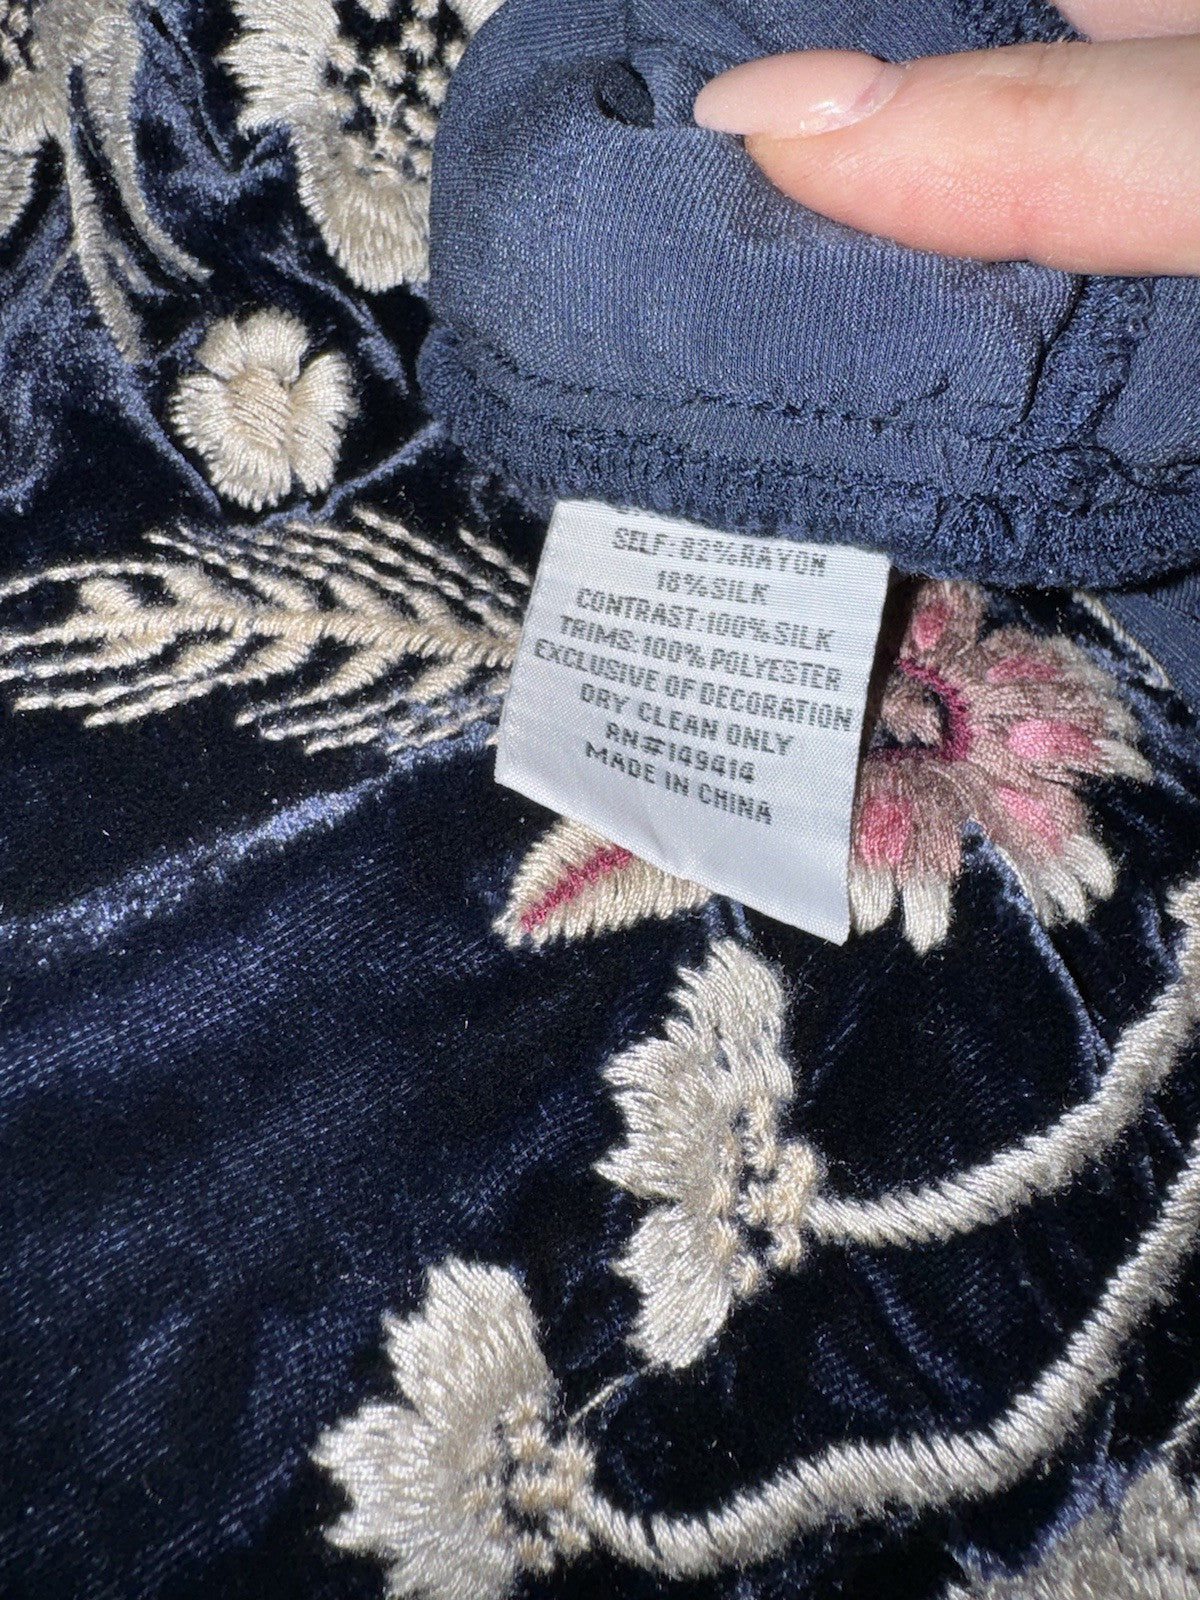 SELF: 82%RAYON
18%SILK
CONTRAST:100%SILK
TRIMS:100% POLYESTER
EXCLUSIVE OF DECORATION
DRY CLEAN ONLY
RN#149414
MADE IN CHINA